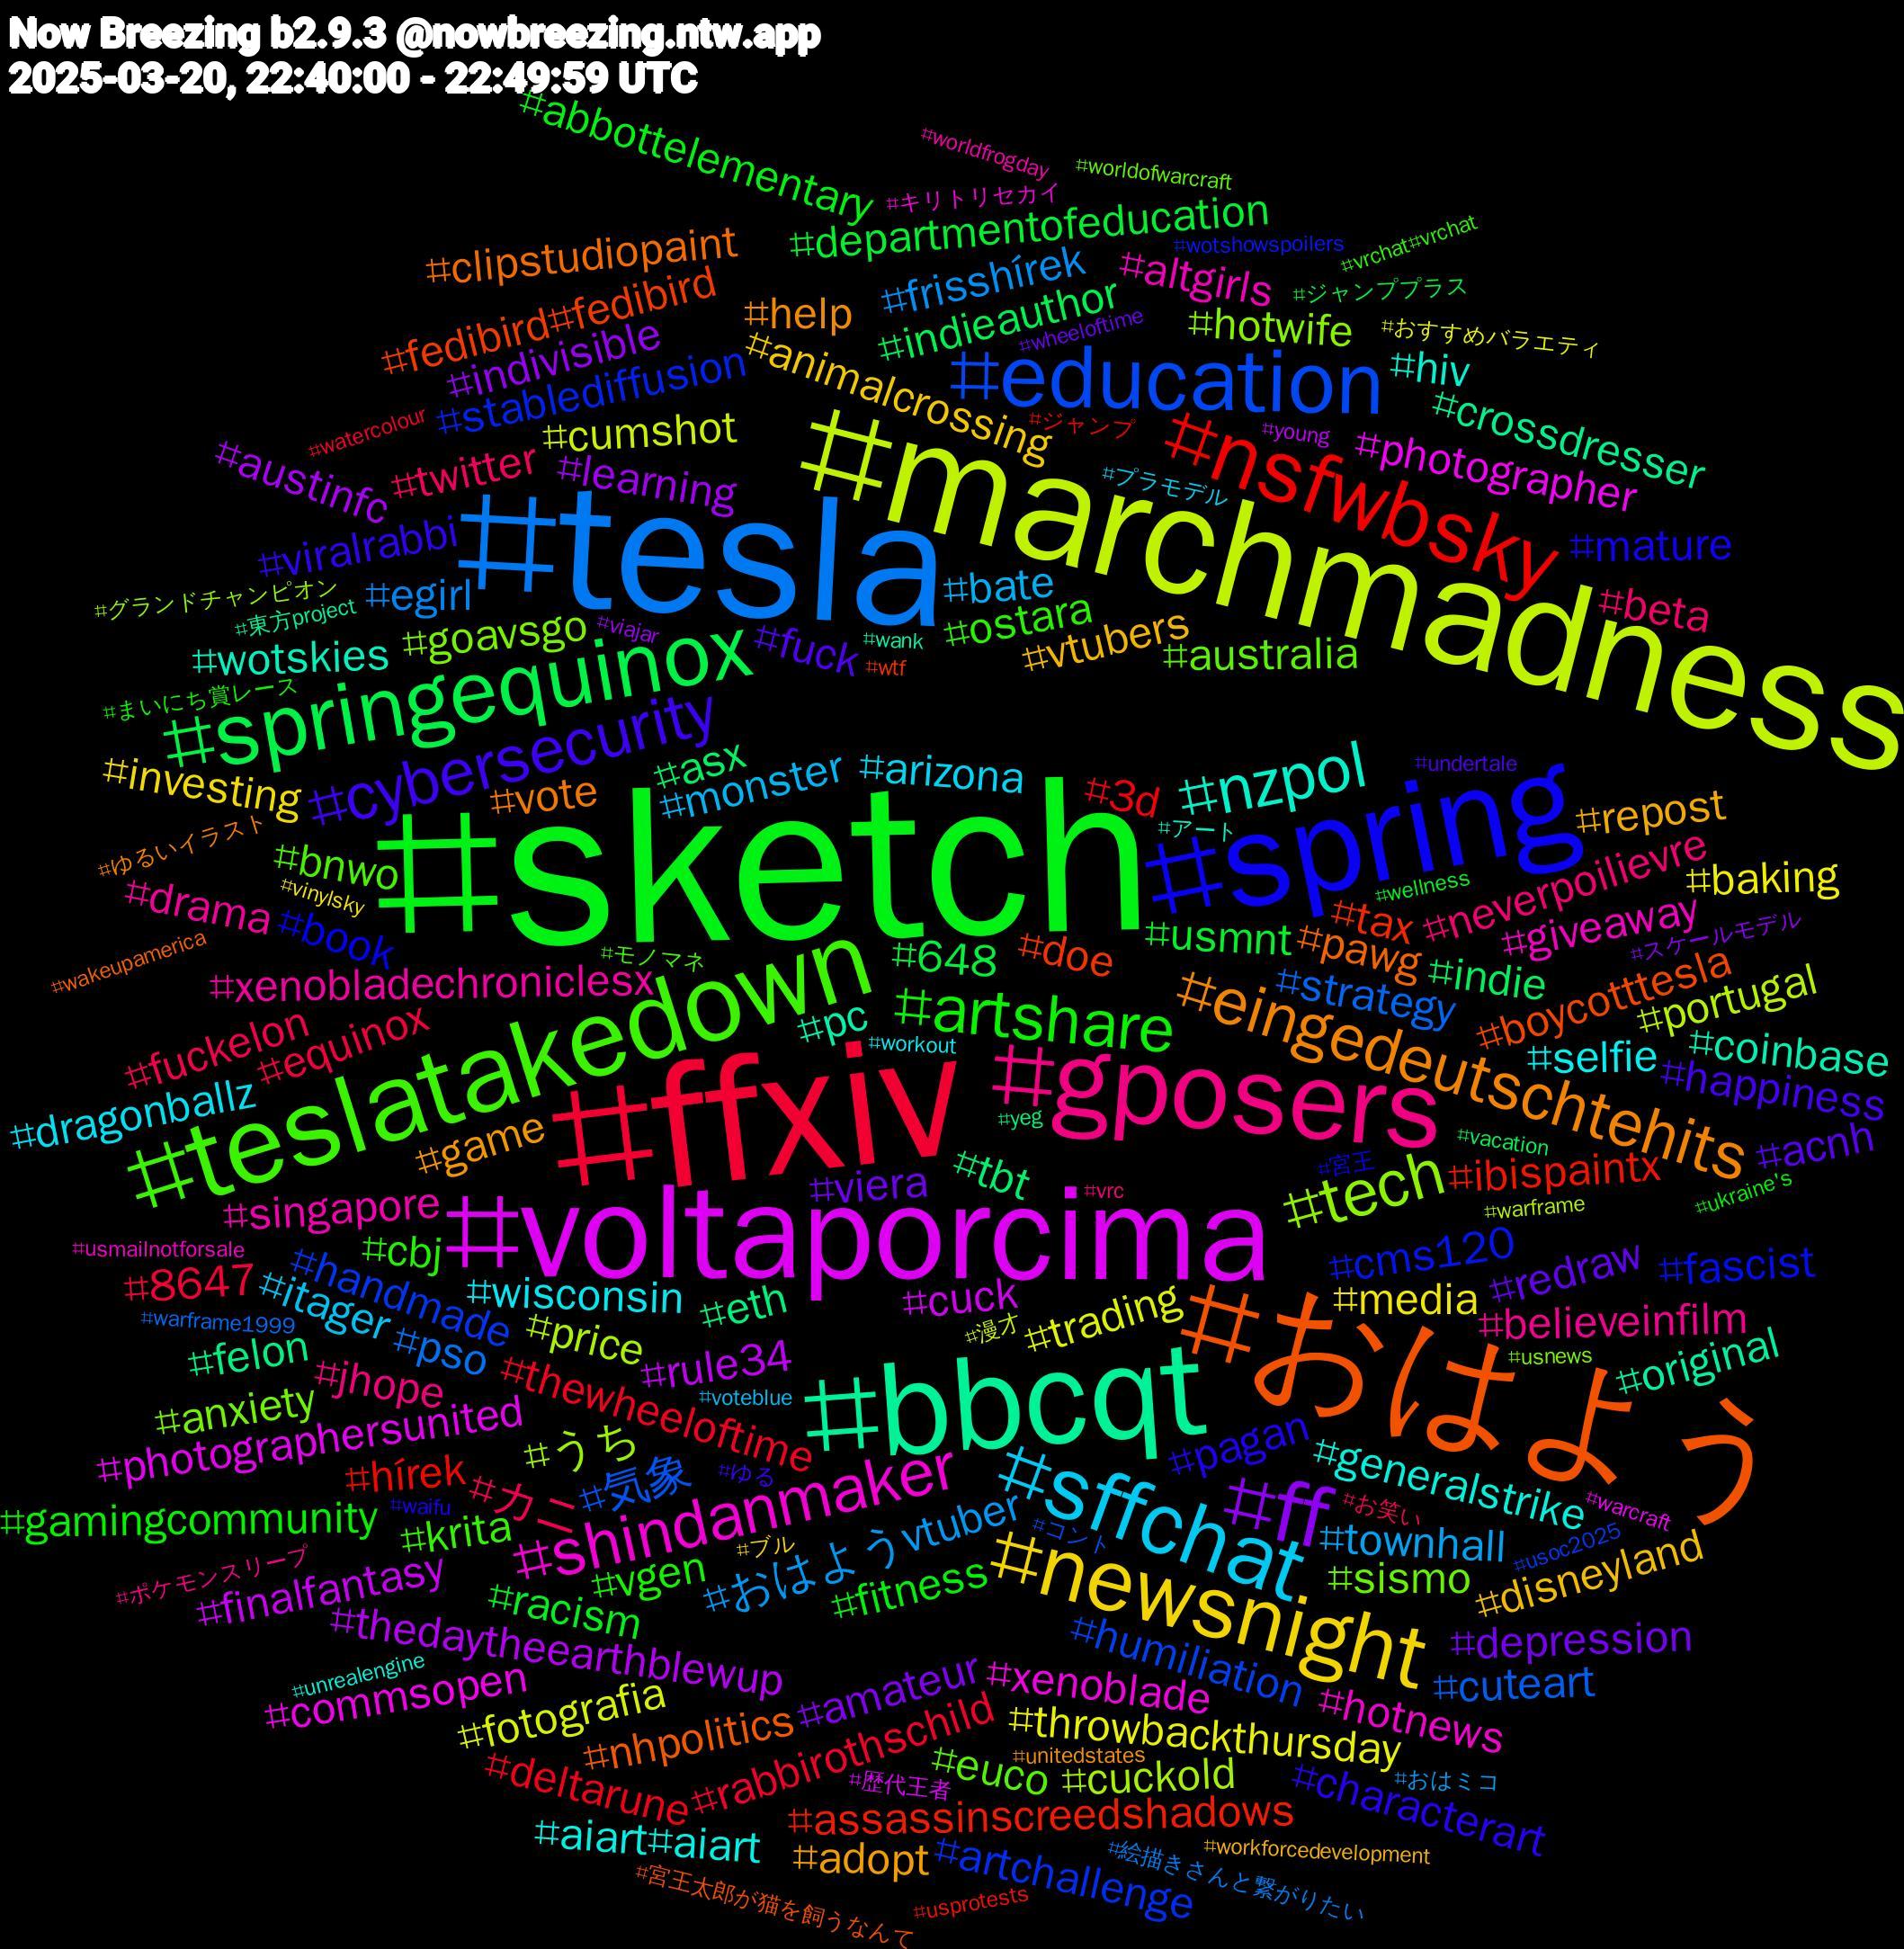 Now Breezing b2.9.3 @nowbreezing.ntw.app
2025-03-20, 22:40:00 - 22:49:59 UTC
#worldfrogday
#abbottelementary
#worldofwarcraft
#キリトリセカイ
#departmentofeducation
#wotshowspoilers
#vrchat#vrchat
#clipstudiopaint
#altgirls
#frisshírek
#ジャンププラス
#fedibird#fedibird
#help
#indieauthor
#hotwife
#wheeloftime
#おすすめバラエティ
#indivisible
#animalcrossing
#education
#hiv
#stablediffusion
#crossdresser
#watercolour
#cumshot
#marchmadness
#nsfwbsky
#ジャンプ
#young
#photographer
#austinfc
#learning
#twitter
#プラモデル
#viralrabbi
#tesla
#mature
#グランドチャンピオン
#egirl
#bate
#beta
#東方project
#viajar
#goavsgo
#ostara
#wotskies
#fuck
#wank
#vtubers
#australia
#springequinox
#wtf
#まいにち賞レース
#cybersecurity
#spring
#investing
#asx
#monster
#arizona
#nzpol
#undertale
#vote
#3d
#repost
#ゆるいイラスト
#アート
#bnwo
#neverpoilievre
#baking
#vinylsky
#drama
#sketch
#wellness
#giveaway
#book
#tax
#スケールモデル
#wakeupamerica
#モノマネ
#doe
#usmnt
#pawg
#648
#indie
#xenobladechroniclesx
#teslatakedown
#artshare
#strategy
#portugal
#boycotttesla
#pc
#eingedeutschtehits
#fuckelon
#equinox
#workout
#selfie
#coinbase
#ffxiv
#gposers
#dragonballz
#happiness
#yeg
#vacation
#宮王
#game
#tbt
#acnh
#viera
#tech
#ibispaintx
#singapore
#vrc
#warframe
#ukraine's
#usmailnotforsale
#voltaporcima
#cbj
#redraw
#cms120
#fascist
#8647
#handmade
#itager
#wisconsin
#cuck
#おはよう
#media
#eth
#believeinfilm
#warframe1999
#pso
#price
#漫才
#trading
#felon
#rule34
#bbcqt
#usnews
#original
#jhope
#voteblue
#anxiety
#thewheeloftime
#うち
#pagan
#photographersunited
#hírek
#気象
#カニ
#shindanmaker
#sffchat
#ff
#generalstrike
#ゆる
#waifu
#お笑い
#warcraft
#gamingcommunity
#krita
#おはようvtuber
#townhall
#ブル
#コント
#usoc2025
#ポケモンスリープ
#vgen
#newsnight
#sismo
#disneyland
#finalfantasy
#racism
#fitness
#thedaytheearthblewup
#humiliation
#depression
#unrealengine
#commsopen
#amateur
#xenoblade
#cuteart
#fotografia
#hotnews
#rabbirothschild
#throwbackthursday
#nhpolitics
#unitedstates
#euco
#cuckold
#おはミコ
#deltarune
#歴代王者
#characterart
#assassinscreedshadows
#aiart#aiart
#絵描きさんと繋がりたい
#adopt
#artchallenge
#workforcedevelopment
#宮王太郎が猫を飼うなんて
#usprotests